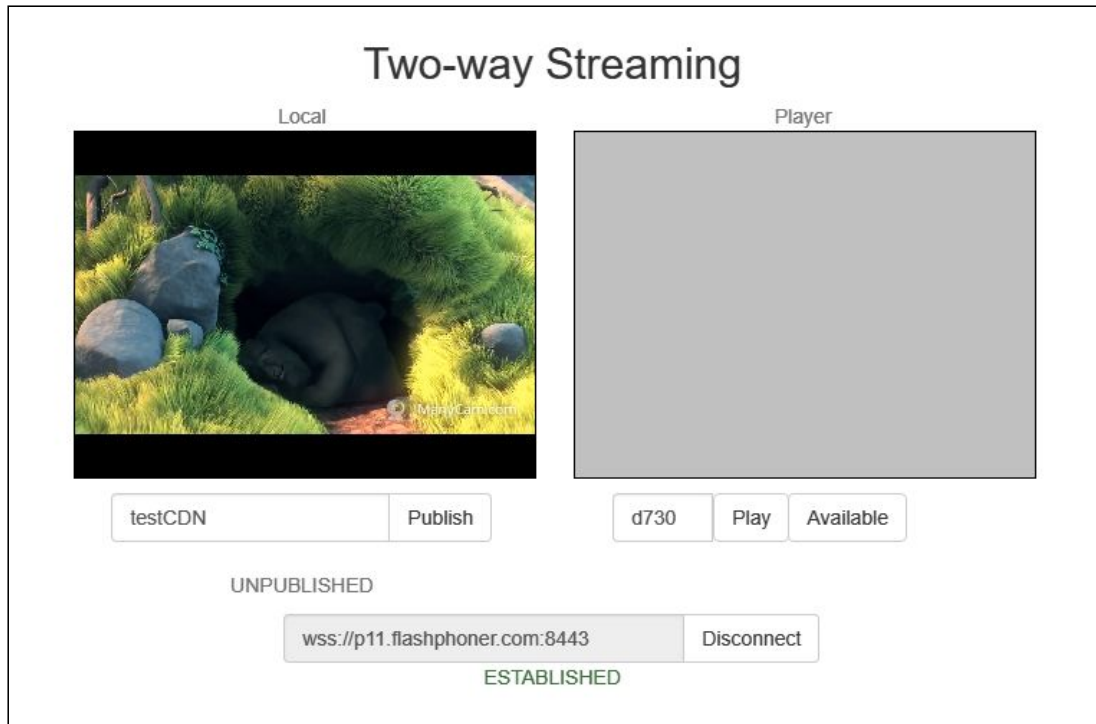 Two-way Streaming
Local
Player
ManyCam.com
testCDN
Publish
d730
Play
Available
UNPUBLISHED
wss://p11.flashphoner.com:8443
Disconnect
ESTABLISHED